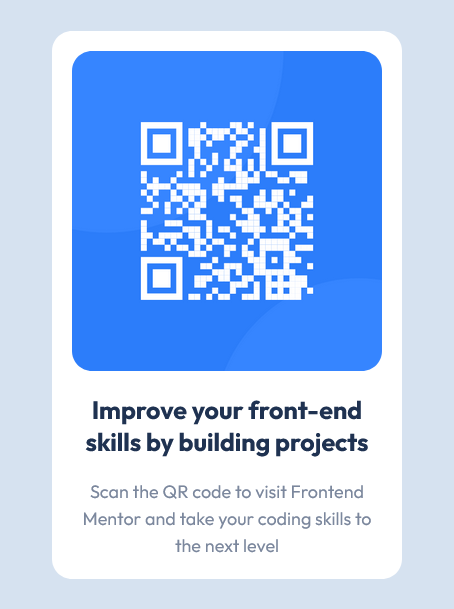 Improve your front-end
skills by building projects
Scan the QR code to visit Frontend
Mentor and take your coding skills to
the next level